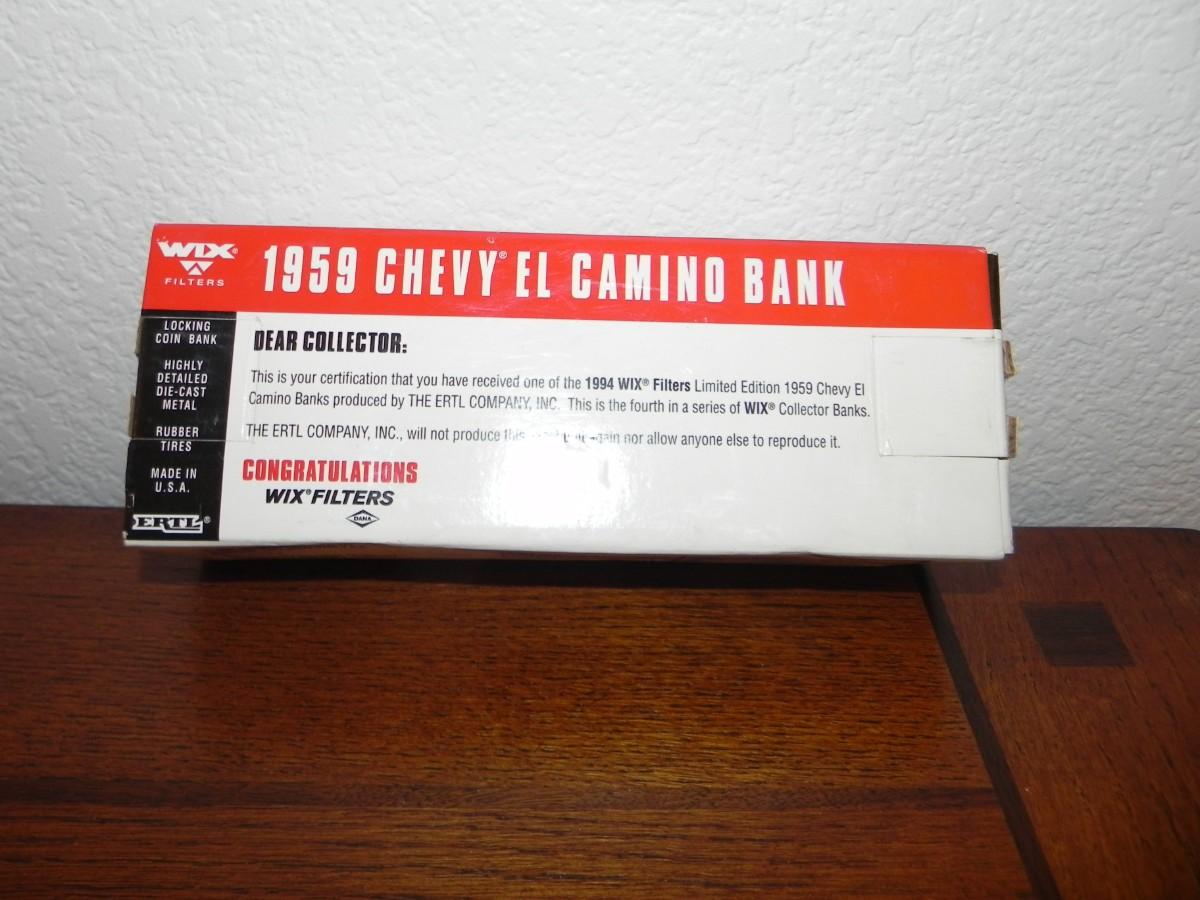 WIX®
FILTERS
1959 CHEVY® EL CAMINO BANK
LOCKING
COIN BANK
HIGHLY
DETAILED
DIE-CAST
METAL
RUBBER
TIRES
MADE IN
U.S.A.
ERTL®
DEAR COLLECTOR:
This is your certification that you have received one of the 1994 WIX® Filters Limited Edition 1959 Chevy El
Camino Banks produced by THE ERTL COMPANY, INC. This is the fourth in a series of WIX® Collector Banks.
THE ERTL COMPANY, INC., will not produce this again nor allow anyone else to reproduce it.
CONGRATULATIONS
WIX® FILTERS
DANA